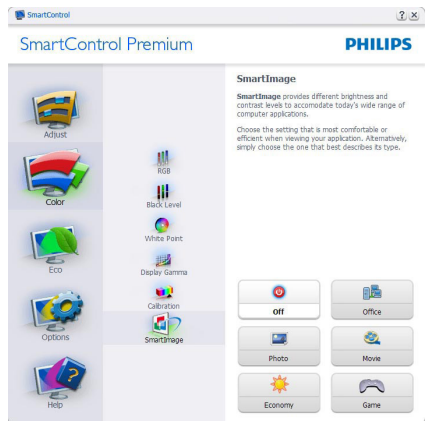 SmartControl
SmartControl Premium
PHILIPS
Adjust
Color
Eco
Options
Help
RGB
Black Level
White Point
Display Gamma
Calibration
SmartImage
SmartImage
SmartImage provides different brightness and
contrast levels to accomodate today's wide range of
computer applications.
Choose the setting that is most comfortable or
efficient when viewing your application. Alternatively,
simply choose the one that best describes its type.
Off
Office
Photo
Movie
Economy
Game